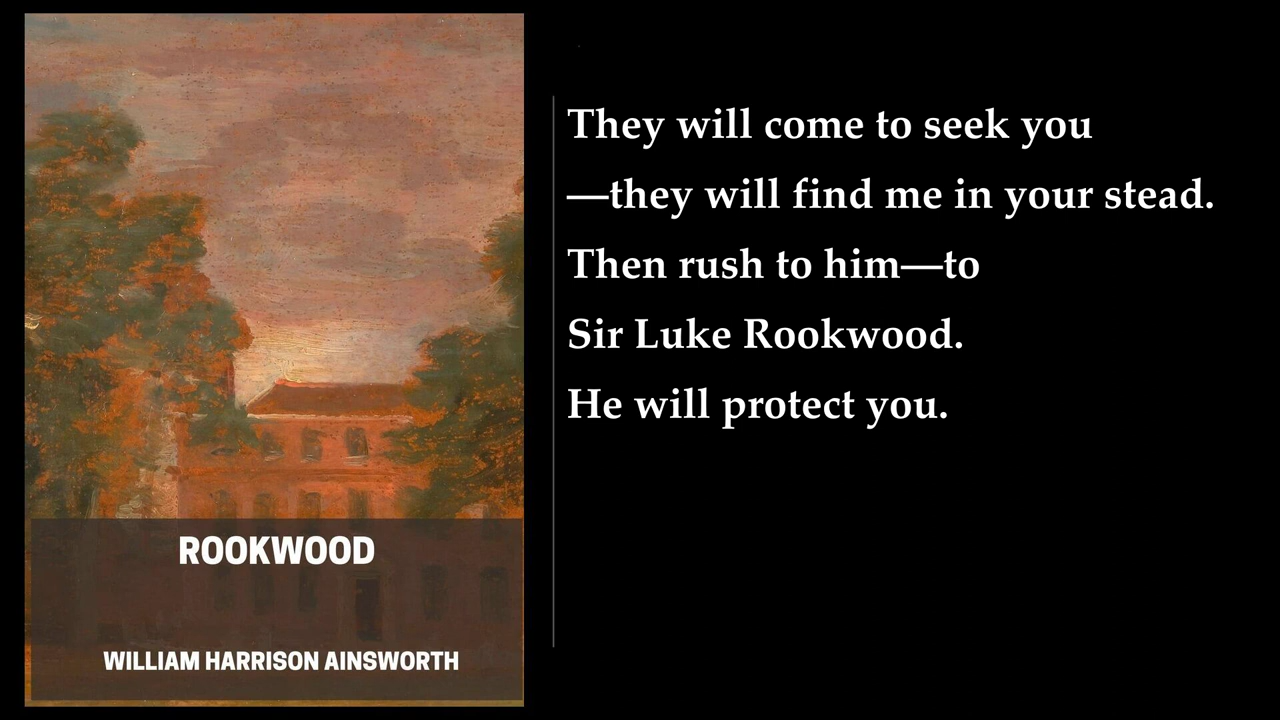 ROOKWOOD
WILLIAM HARRISON AINSWORTH
They will come to seek you
—they will find me in your stead.
Then rush to him—to
Sir Luke Rookwood.
He will protect you.